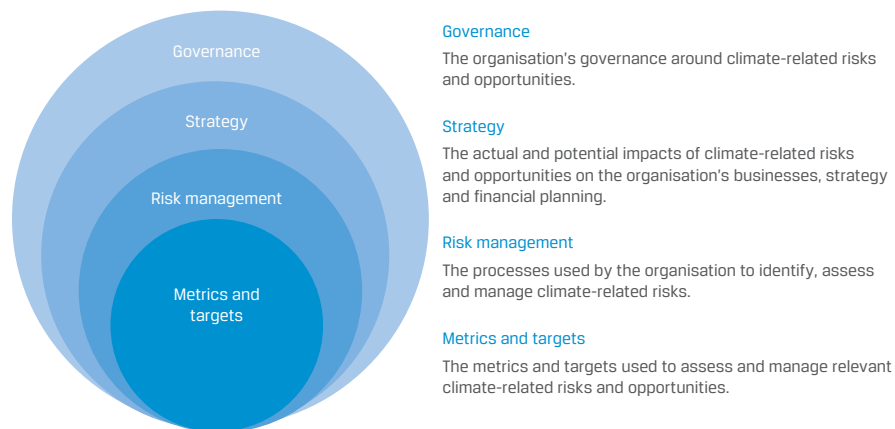 Governance
Strategy
Risk management
Metrics and
targets
Governance
The organisation’s governance around climate-related risks
and opportunities.
Strategy
The actual and potential impacts of climate-related risks
and opportunities on the organisation’s businesses, strategy
and financial planning.
Risk management
The processes used by the organisation to identify, assess
and manage climate-related risks.
Metrics and targets
The metrics and targets used to assess and manage relevant
climate-related risks and opportunities.